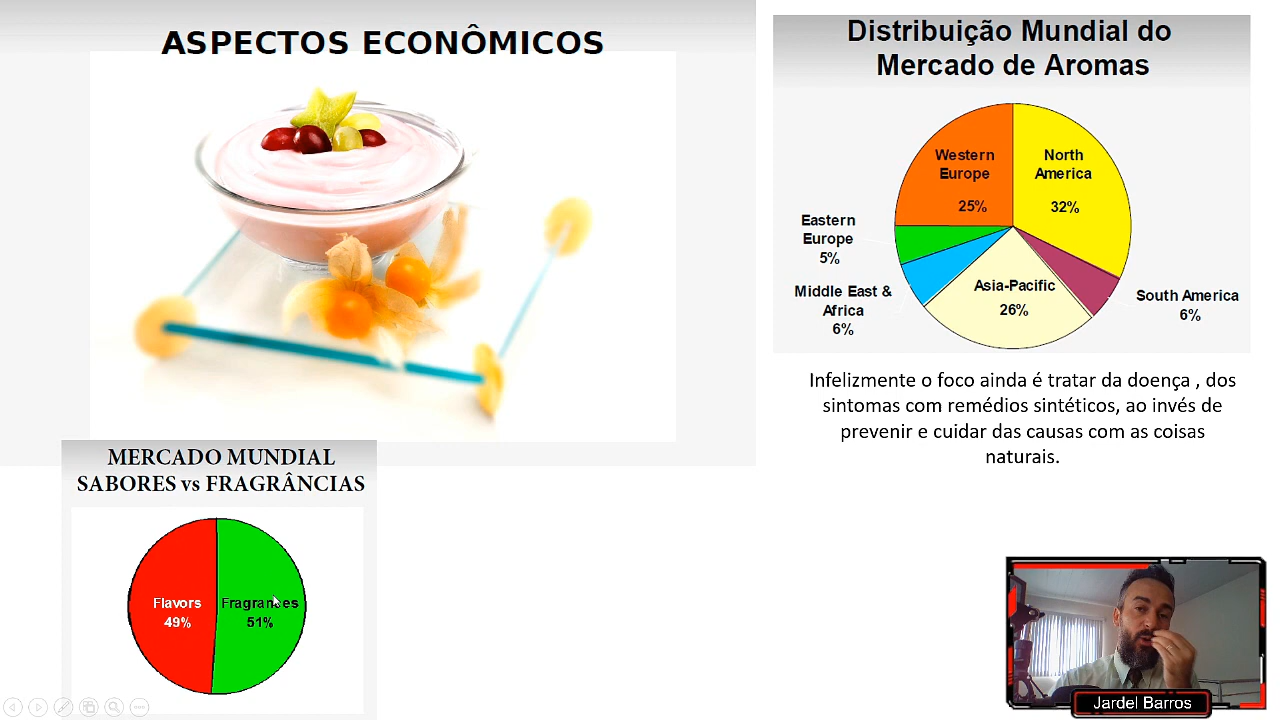 ASPECTOS ECONÔMICOS
Distribuição Mundial do
Mercado de Aromas
Western
Europe
25%
North
America
32%
Eastern
Europe
5%
Middle East &
Africa
6%
Asia-Pacific
26%
South America
6%
Infelizmente o foco ainda é tratar da doença , dos
sintomas com remédios sintéticos, ao invés de
prevenir e cuidar das causas com as coisas
naturais.
MERCADO MUNDIAL
SABORES vs FRAGRÂNCIAS
Flavors
49%
Fragrances
51%
Jardel Barros